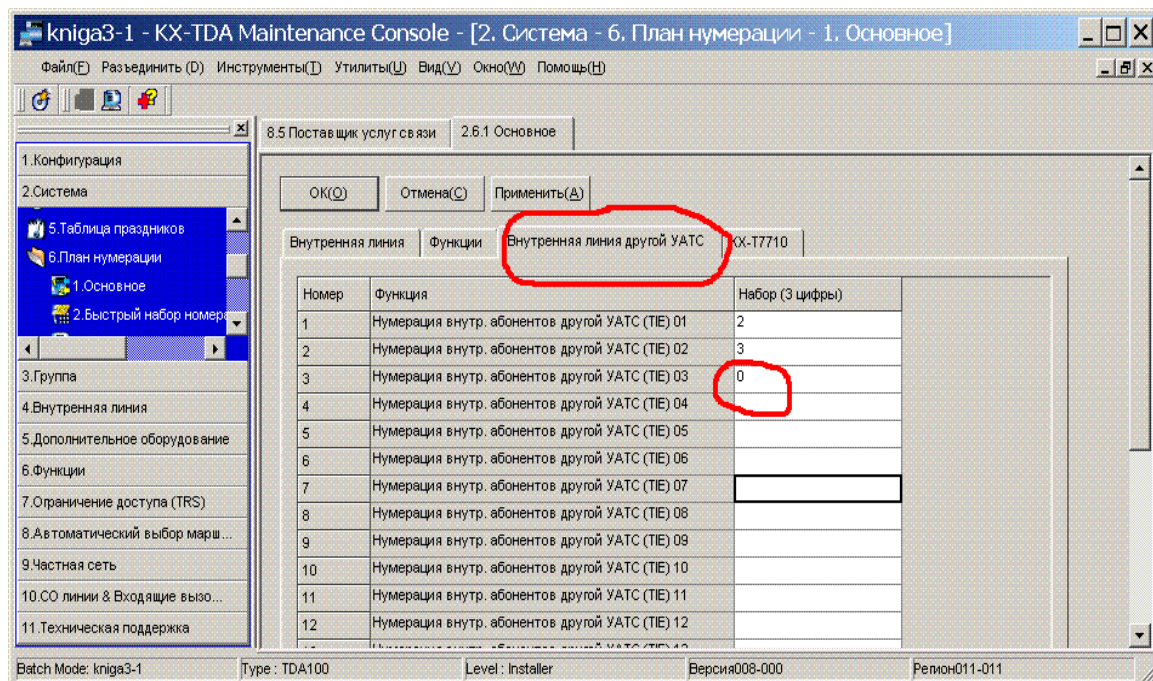 kniga3-1 - KX-TDA Maintenance Console - [2. Система - 6. План нумерации - 1. Основное]
Файл(F) Разъединить (D) Инструменты(T) Утилиты(U) Вид(V) Окно(W) Помощь(H)
8.5 Поставщик услуг связи 2.6.1 Основное
1.Конфигурация
2.Система
5.Таблица праздников
6.План нумерации
1.Основное
2.Быстрый набор номера
3.Группа
4.Внутренняя линия
5.Дополнительное оборудование
6.Функции
7.Ограничение доступа (TRS)
8.Автоматический выбор марш...
9.Частная сеть
10.CO линии & Входящие вызо...
11.Техническая поддержка
OK(O) Отмена(C) Применить(A)
Внутренняя линия Функции Внутренняя линия другой УАТС KX-T7710
Номер Функция Набор (3 цифры)
1 Нумерация внутр. абонентов другой УАТС (TIE) 01 2
2 Нумерация внутр. абонентов другой УАТС (TIE) 02 3
3 Нумерация внутр. абонентов другой УАТС (TIE) 03 0
4 Нумерация внутр. абонентов другой УАТС (TIE) 04
5 Нумерация внутр. абонентов другой УАТС (TIE) 05
6 Нумерация внутр. абонентов другой УАТС (TIE) 06
7 Нумерация внутр. абонентов другой УАТС (TIE) 07
8 Нумерация внутр. абонентов другой УАТС (TIE) 08
9 Нумерация внутр. абонентов другой УАТС (TIE) 09
10 Нумерация внутр. абонентов другой УАТС (TIE) 10
11 Нумерация внутр. абонентов другой УАТС (TIE) 11
12 Нумерация внутр. абонентов другой УАТС (TIE) 12
Batch Mode: kniga3-1 Type : TDA100 Level : Installer Версия008-000 Регион011-011